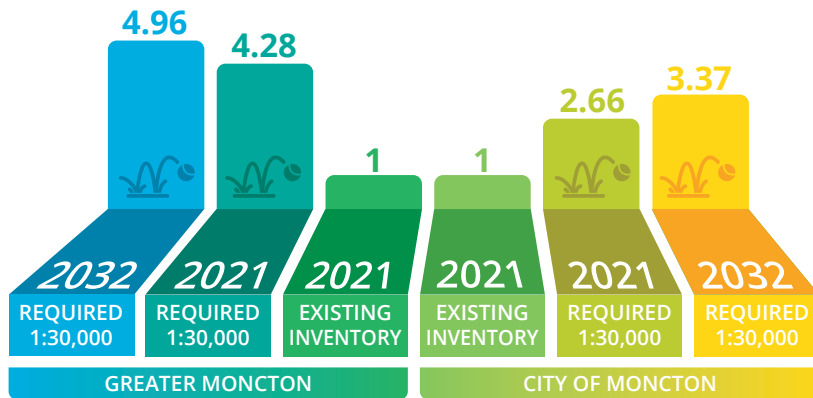 4.96
4.28
1
1
2.66
3.37
2032
2021
2021
2021
2021
2032
REQUIRED
1:30,000
REQUIRED
1:30,000
EXISTING
INVENTORY
EXISTING
INVENTORY
REQUIRED
1:30,000
REQUIRED
1:30,000
GREATER MONCTON
CITY OF MONCTON